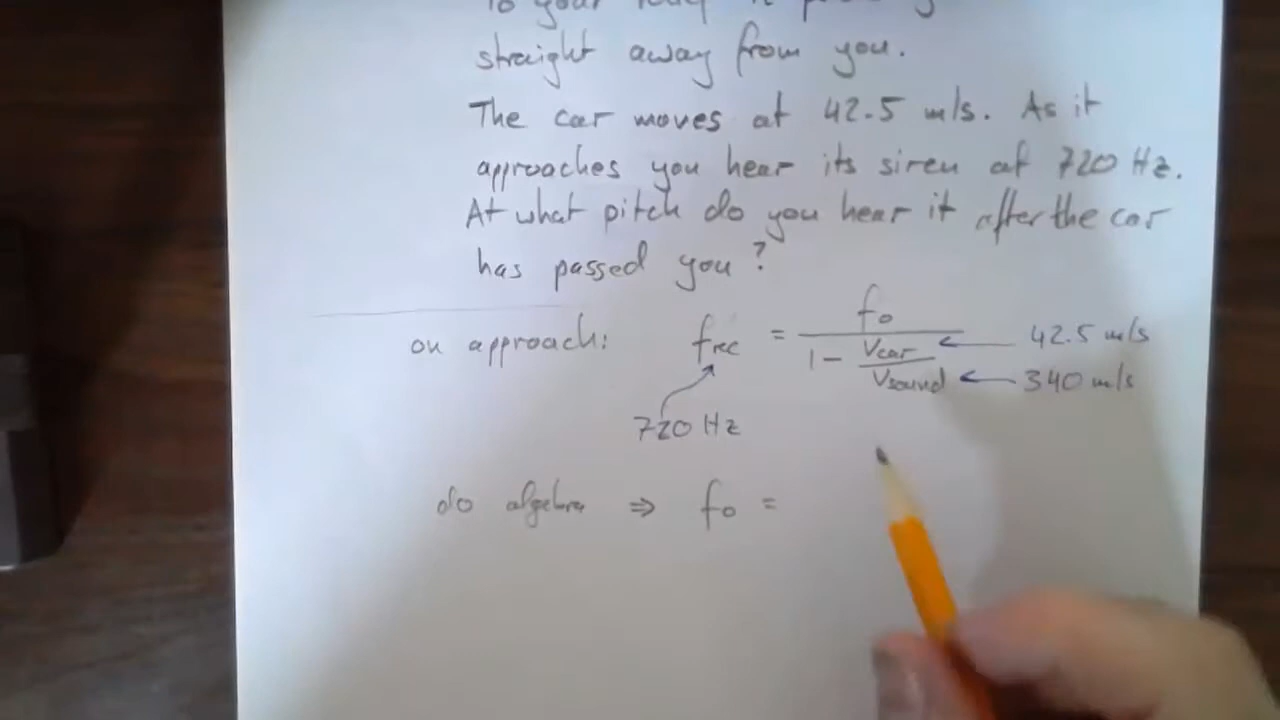 to your
straight away from you.
The car moves at 42.5 m/s. As it
approaches you hear its siren at 720 Hz.
At what pitch do you hear it after the car
has passed you?
on approach: frec = fo / (1 - Vcar / Vsound) ← 42.5 m/s ← 340 m/s
720 Hz
do algebra ⇒ fo =